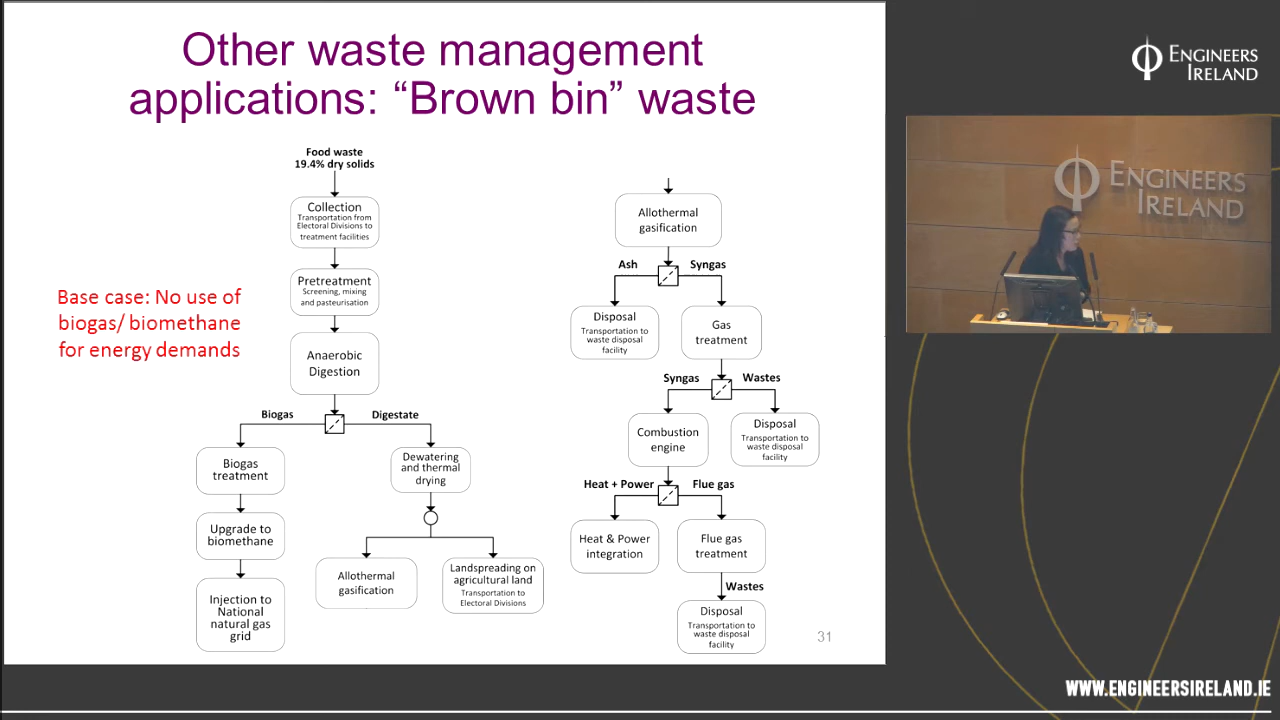 Other waste management
applications: “Brown bin” waste
Food waste
19.4% dry solids
Collection
Transportation from
Electoral Divisions to
treatment facilities
Pretreatment
Screening, mixing
and pasteurisation
Anaerobic
Digestion
Biogas
Digestate
Biogas
treatment
Upgrade to
biomethane
Injection to
National
natural gas
grid
Dewatering
and thermal
drying
Allothermal
gasification
Landspreading on
agricultural land
Transportation to
Electoral Divisions
Base case: No use of
biogas/ biomethane
for energy demands
Allothermal
gasification
Ash
Syngas
Disposal
Transportation to
waste disposal
facility
Gas
treatment
Syngas
Wastes
Combustion
engine
Disposal
Transportation to
waste disposal
facility
Heat + Power
Flue gas
Heat & Power
integration
Flue gas
treatment
Wastes
Disposal
Transportation to
waste disposal
facility
31
ENGINEERS
IRELAND
ENGINEERS
IRELAND
WWW.ENGINEERSIRELAND.IE